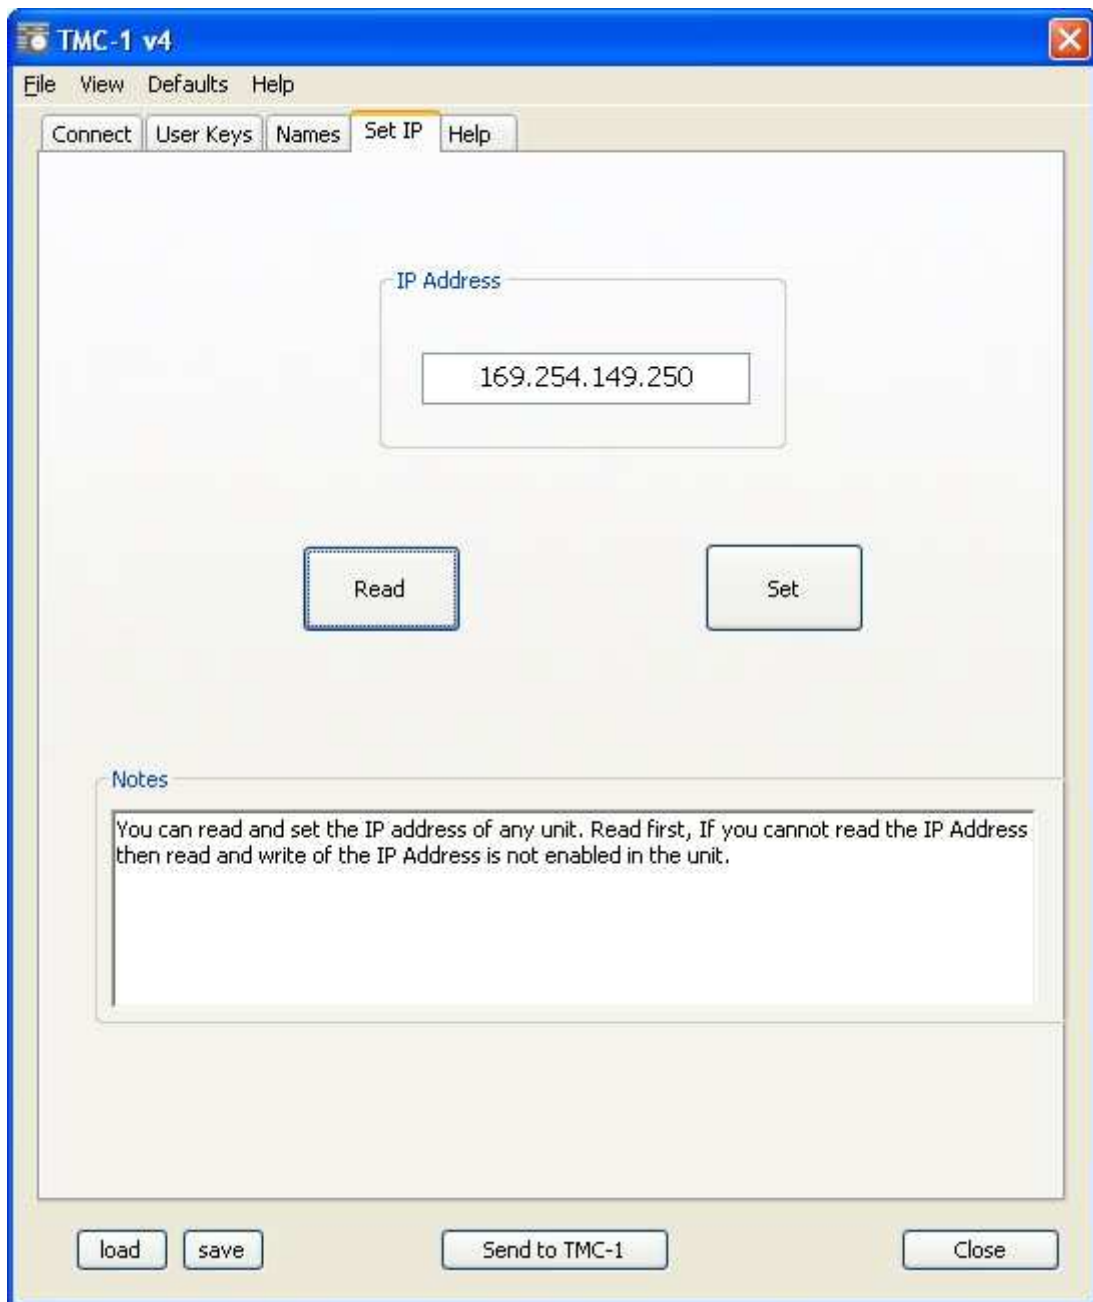 TMC-1 v4
File View Defaults Help
Connect User Keys Names Set IP Help
IP Address
169.254.149.250
Read Set
Notes
You can read and set the IP address of any unit. Read first, If you cannot read the IP Address
then read and write of the IP Address is not enabled in the unit.
load save Send to TMC-1 Close